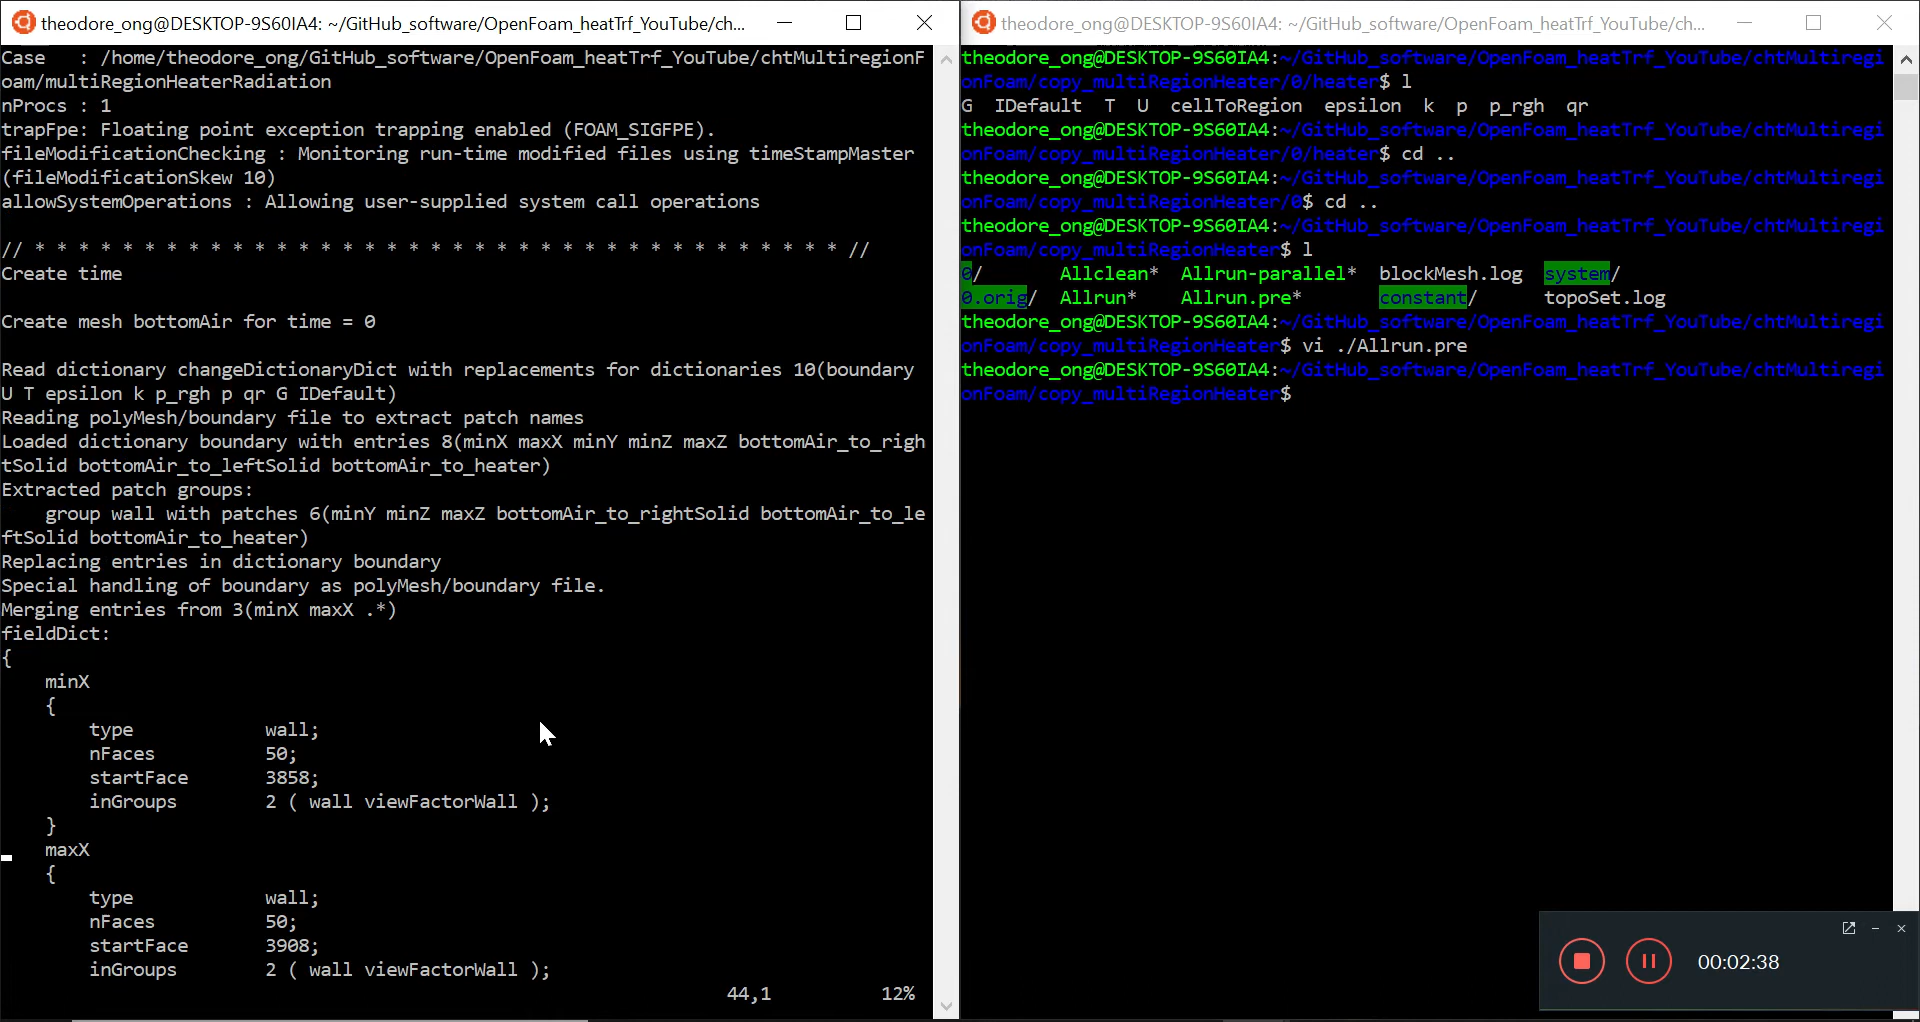 theodore_ong@DESKTOP-9S60IA4: ~/GitHub_software/OpenFoam_heatTrf_YouTube/ch...
Case   : /home/theodore_ong/GitHub_software/OpenFoam_heatTrf_YouTube/chtMultiregionF
oam/multiRegionHeaterRadiation
nProcs : 1
trapFpe: Floating point exception trapping enabled (FOAM_SIGFPE).
fileModificationChecking : Monitoring run-time modified files using timeStampMaster
(fileModificationSkew 10)
allowSystemOperations : Allowing user-supplied system call operations
// * * * * * * * * * * * * * * * * * * * * * * * * * * * * * * * * * * * * * //
Create time
Create mesh bottomAir for time = 0
Read dictionary changeDictionaryDict with replacements for dictionaries 10(boundary
U T epsilon k p_rgh p qr G IDefault)
Reading polyMesh/boundary file to extract patch names
Loaded dictionary boundary with entries 8(minX maxX minY minZ maxZ bottomAir_to_righ
tSolid bottomAir_to_leftSolid bottomAir_to_heater)
Extracted patch groups:
    group wall with patches 6(minY minZ maxZ bottomAir_to_rightSolid bottomAir_to_le
ftSolid bottomAir_to_heater)
Replacing entries in dictionary boundary
Special handling of boundary as polyMesh/boundary file.
Merging entries from 3(minX maxX .*)
fieldDict:
{
    minX
    {
        type            wall;
        nFaces          50;
        startFace       3858;
        inGroups        2 ( wall viewFactorWall );
    }
    maxX
    {
        type            wall;
        nFaces          50;
        startFace       3908;
        inGroups        2 ( wall viewFactorWall );
44,1          12%
theodore_ong@DESKTOP-9S60IA4: ~/GitHub_software/OpenFoam_heatTrf_YouTube/ch...
theodore_ong@DESKTOP-9S60IA4:~/GitHub_software/OpenFoam_heatTrf_YouTube/chtMultiregi
onFoam/copy_multiRegionHeater/0/heater$ l
G  IDefault  T  U  cellToRegion  epsilon  k  p  p_rgh  qr
theodore_ong@DESKTOP-9S60IA4:~/GitHub_software/OpenFoam_heatTrf_YouTube/chtMultiregi
onFoam/copy_multiRegionHeater/0/heater$ cd ..
theodore_ong@DESKTOP-9S60IA4:~/GitHub_software/OpenFoam_heatTrf_YouTube/chtMultiregi
onFoam/copy_multiRegionHeater/0$ cd ..
theodore_ong@DESKTOP-9S60IA4:~/GitHub_software/OpenFoam_heatTrf_YouTube/chtMultiregi
onFoam/copy_multiRegionHeater$ l
0/       Allclean*  Allrun-parallel*  blockMesh.log  system/
0.orig/  Allrun*    Allrun.pre*       constant/      topoSet.log
theodore_ong@DESKTOP-9S60IA4:~/GitHub_software/OpenFoam_heatTrf_YouTube/chtMultiregi
onFoam/copy_multiRegionHeater$ vi ./Allrun.pre
theodore_ong@DESKTOP-9S60IA4:~/GitHub_software/OpenFoam_heatTrf_YouTube/chtMultiregi
onFoam/copy_multiRegionHeater$
00:02:38